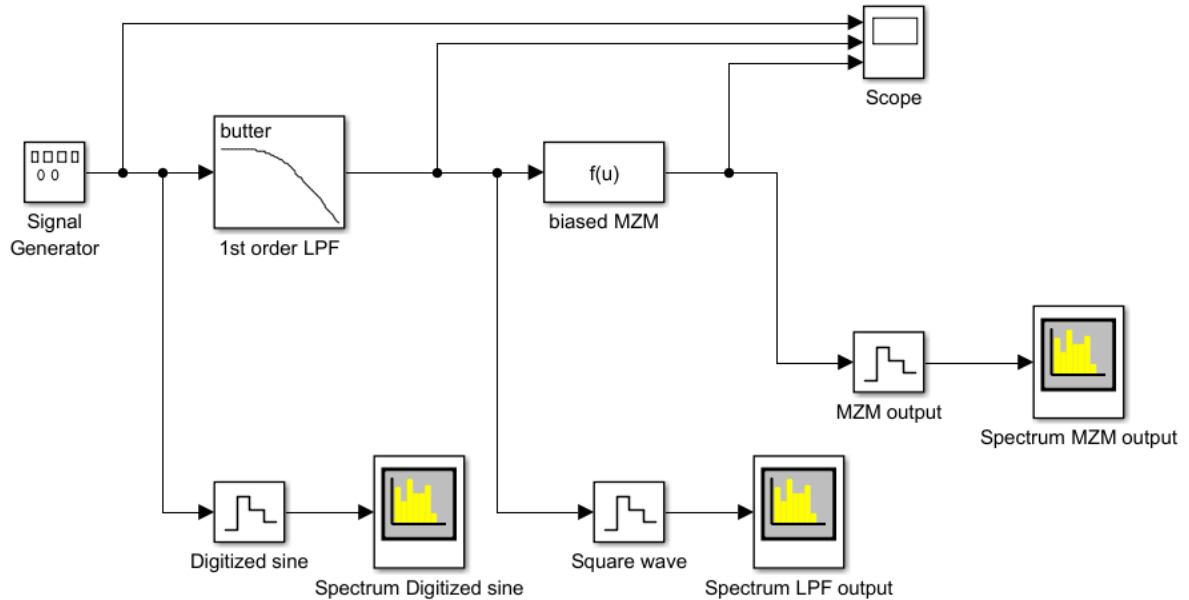 Scope
butter
f(u)
Signal
Generator
1st order LPF
biased MZM
MZM output
Spectrum MZM output
Digitized sine
Spectrum Digitized sine
Square wave
Spectrum LPF output